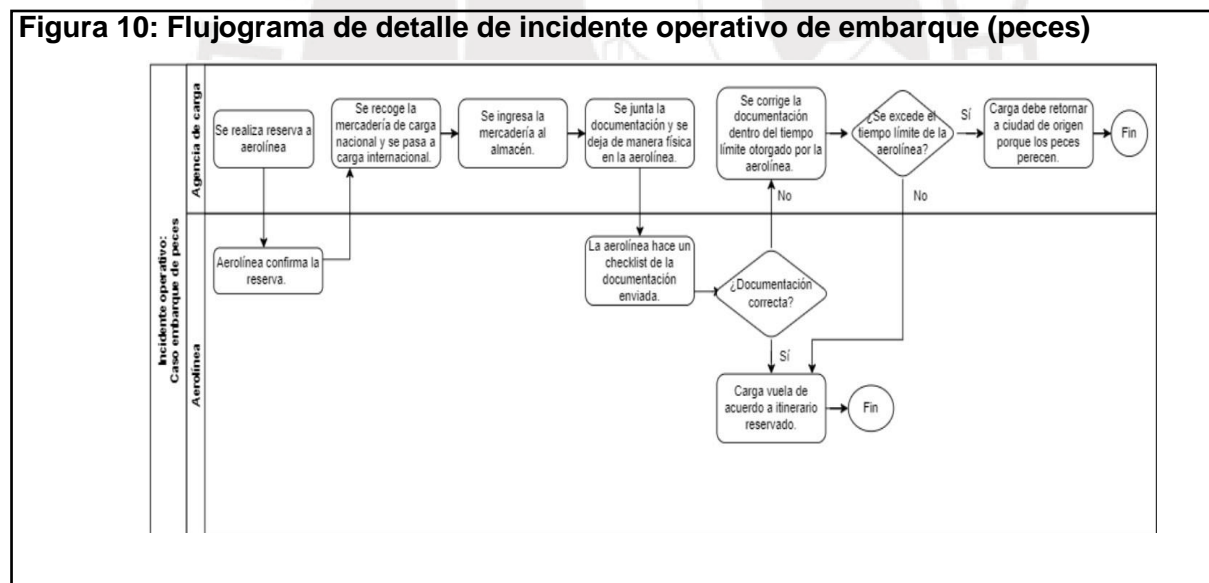 Figura 10: Flujograma de detalle de incidente operativo de embarque (peces)
Incidente operativo:
Caso embarque de peces
Agencia de carga
Se realiza reserva a
aerolínea
Se recoge la
mercadería de carga
nacional y se pasa a
carga internacional.
Se ingresa la
mercadería al
almacén.
Se junta la
documentación y se
deja de manera física
en la aerolínea.
Se corrige la
documentación
dentro del tiempo
límite otorgado por la
aerolínea.
¿Se excede el
tiempo límite de la
aerolínea?
Sí
Carga debe retornar
a ciudad de origen
porque los peces
perecen.
Fin
No
No
Aerolínea
Aerolínea confirma la
reserva.
La aerolínea hace un
checklist de la
documentación
enviada.
¿Documentación
correcta?
Sí
Carga vuela de
acuerdo a itinerario
reservado.
Fin